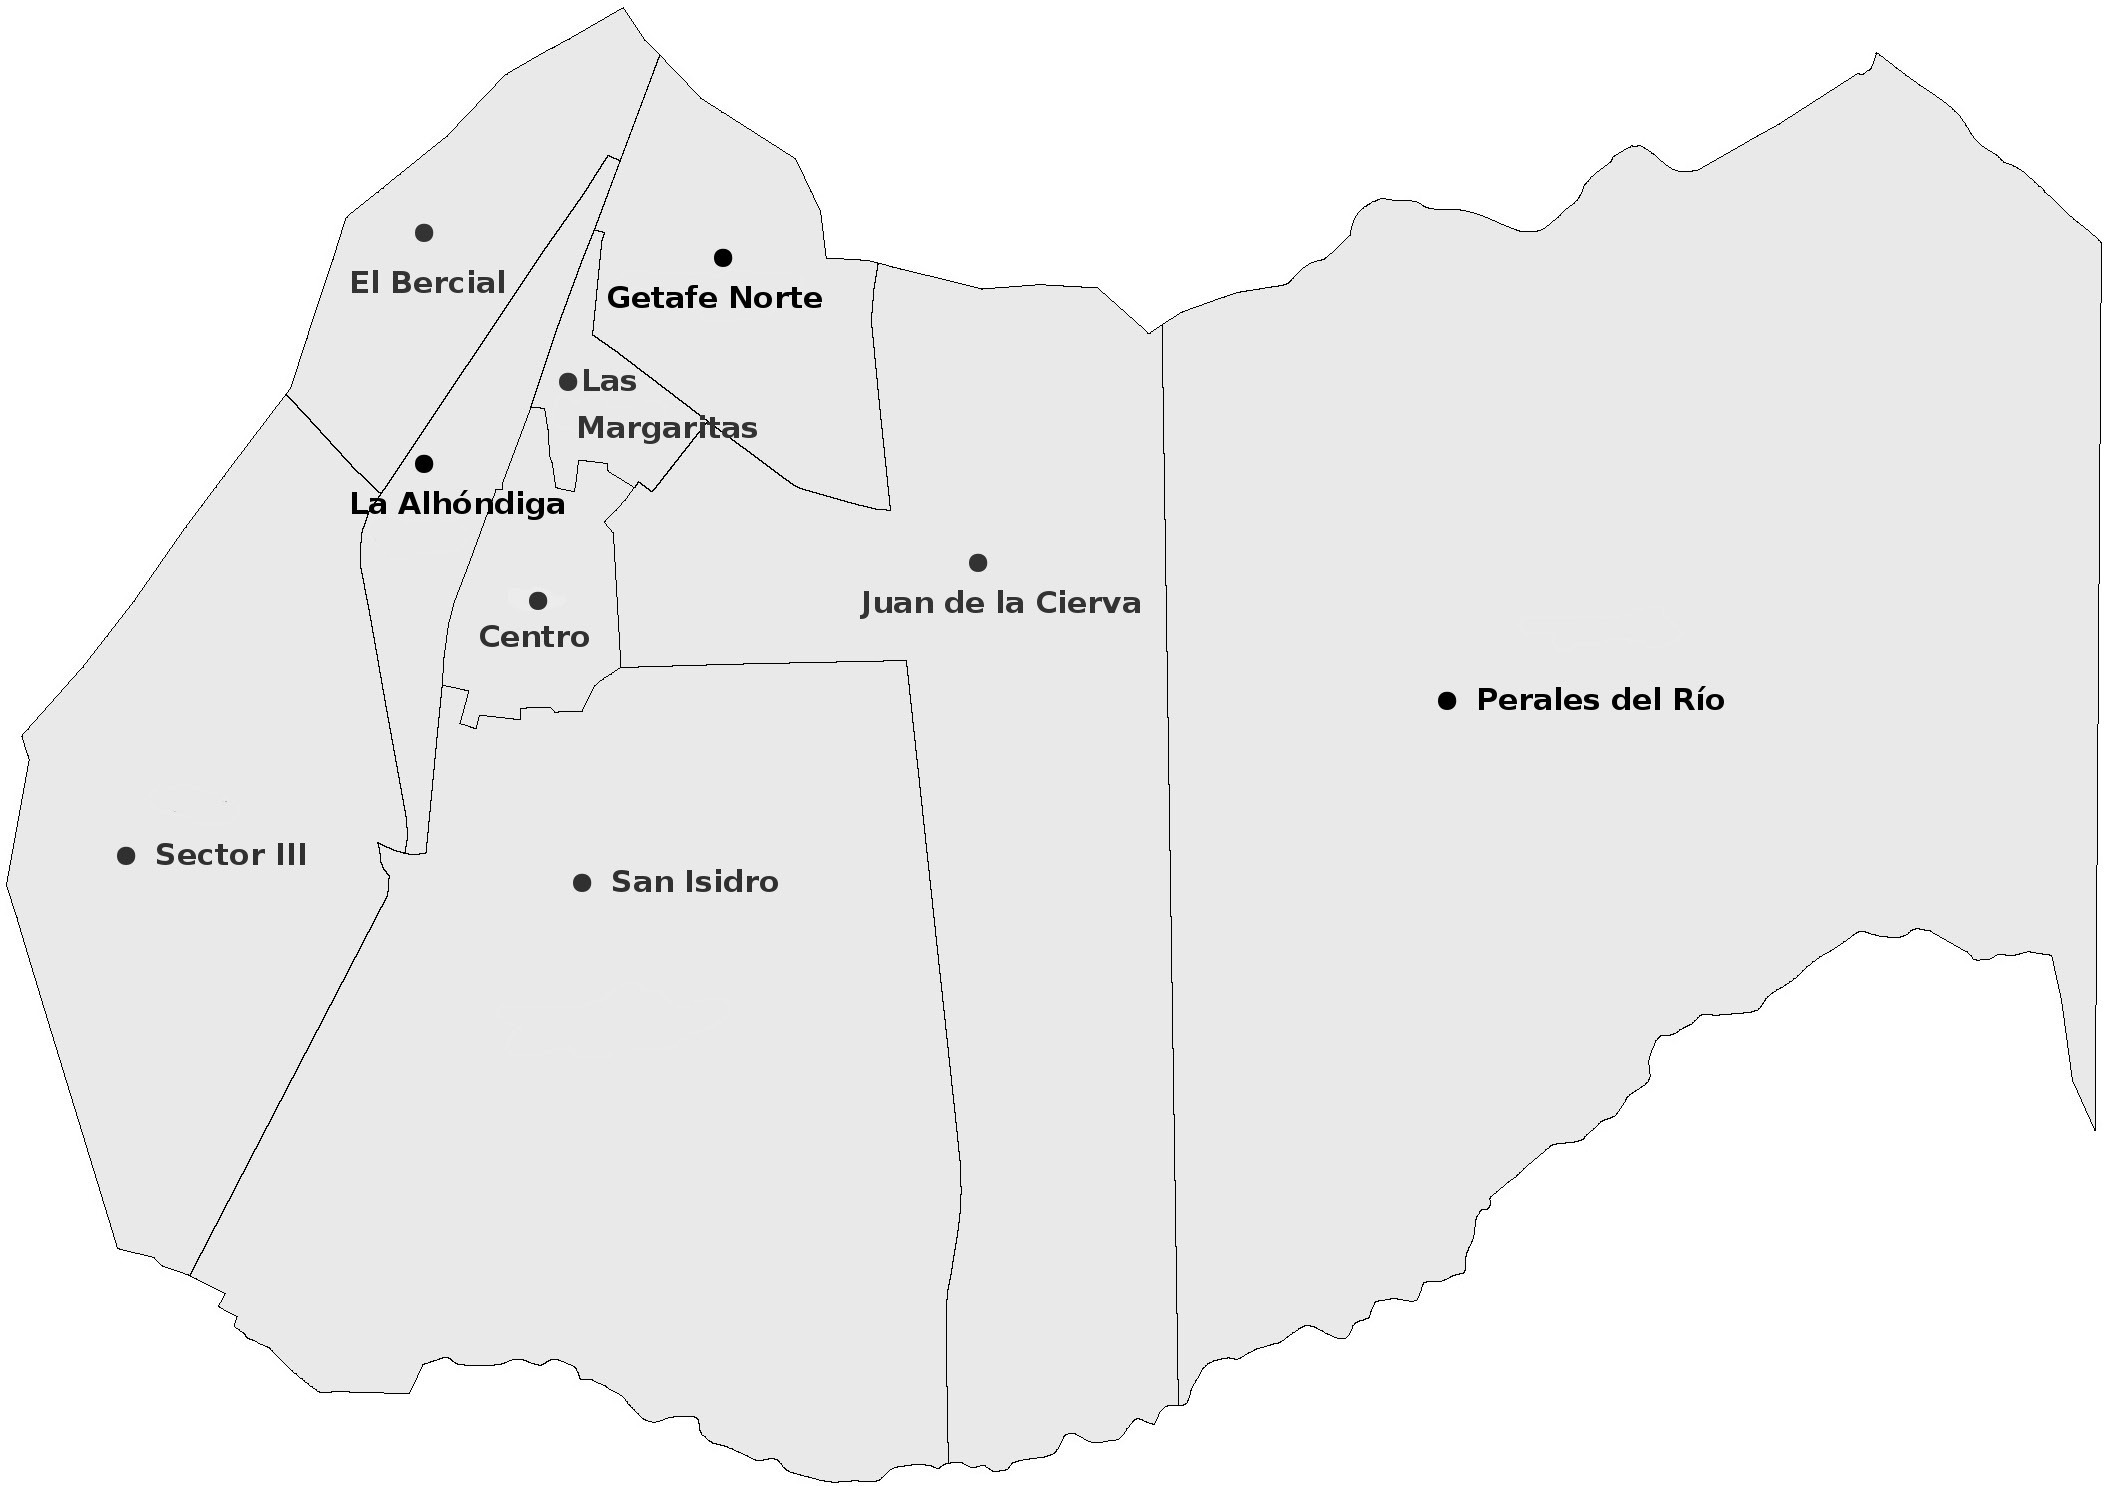 El Bercial
Getafe Norte
Las
Margaritas
La Alhóndiga
Juan de la Cierva
Centro
Perales del Río
Sector III
San Isidro